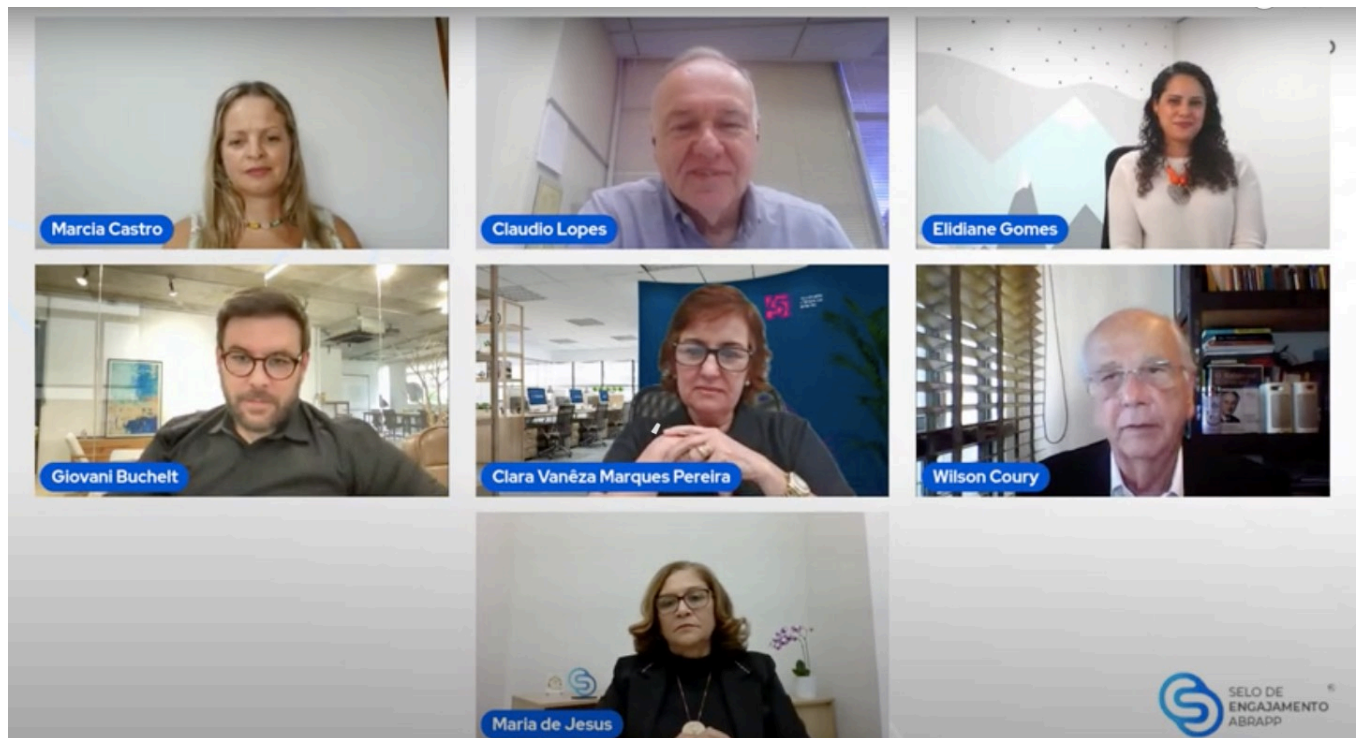 Marcia Castro
Claudio Lopes
Elidiane Gomes
Giovani Buchelt
Clara Vanêza Marques Pereira
Wilson Coury
Maria de Jesus
SELO DE
ENGAJAMENTO
ABRAPP